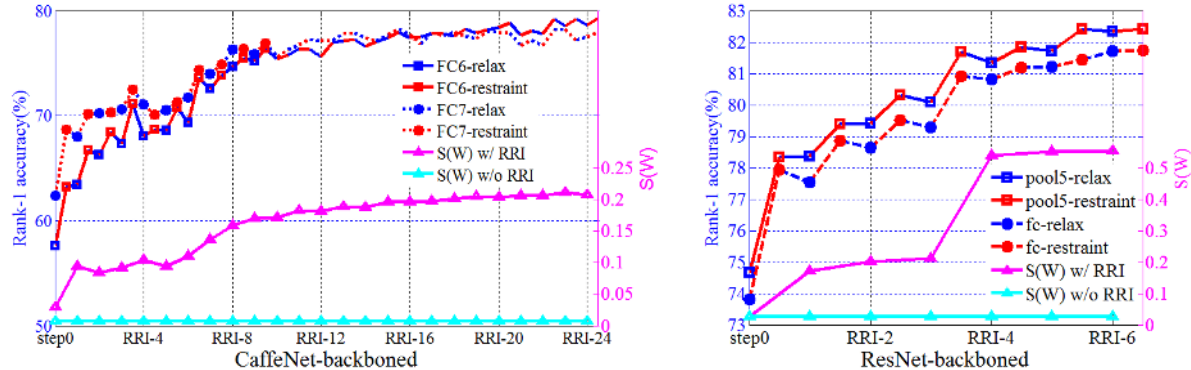 80
70
60
50
Rank-1 accuracy(%)
FC6-relax
FC6-restraint
FC7-relax
FC7-restraint
S(W) w/ RRI
S(W) w/o RRI
0.25
0.2
0.15
0.1
0.05
0
S(W)
step0 RRI-4 RRI-8 RRI-12 RRI-16 RRI-20 RRI-24
CaffeNet-backboned
83
82
81
80
79
78
77
76
75
74
73
Rank-1 accuracy(%)
pool5-relax
pool5-restraint
fc-relax
fc-restraint
S(W) w/ RRI
S(W) w/o RRI
0.5
0.4
0.3
0.2
0.1
0
S(W)
step0 RRI-2 RRI-4 RRI-6
ResNet-backboned